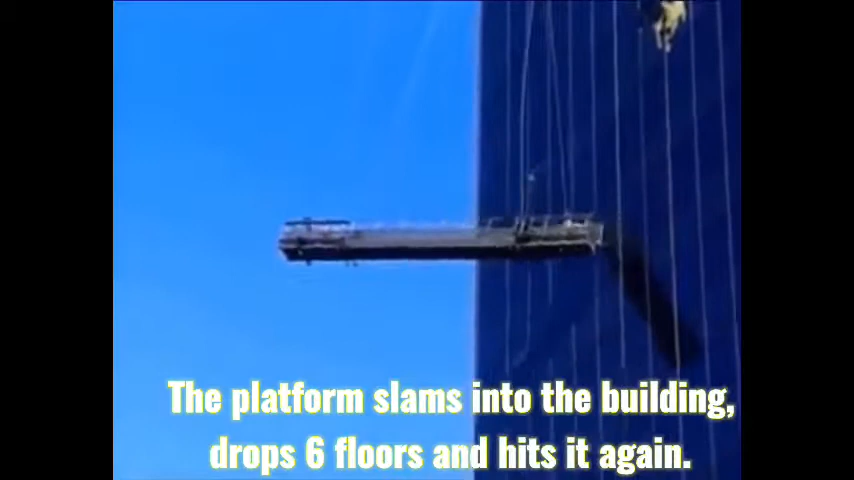 The platform slams into the building,
drops 6 floors and hits it again.